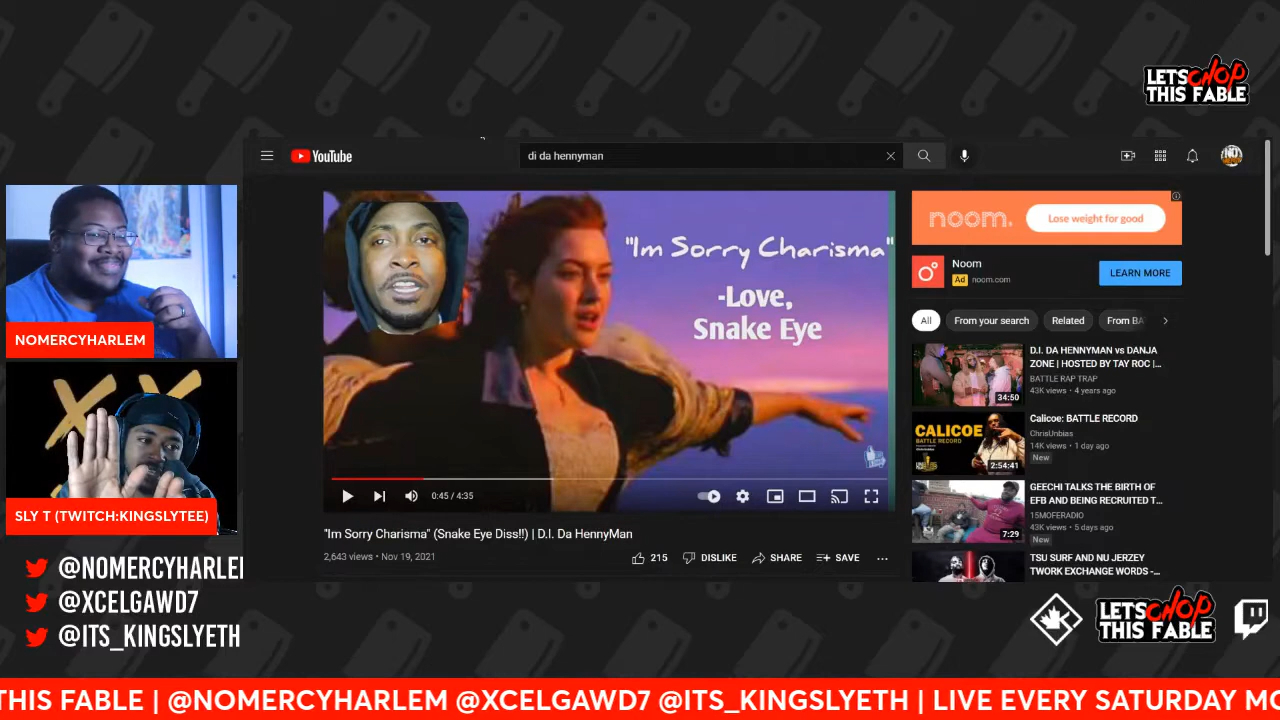 LETS CHOP
THIS FABLE
YouTube
di da hennyman
"Im Sorry Charisma"
-Love,
Snake Eye
0:45 / 4:35
"Im Sorry Charisma" (Snake Eye Diss!!) | D.I. Da HennyMan
2,643 views • Nov 19, 2021
215
DISLIKE
SHARE
SAVE
noom.
Lose weight for good
Noom
Ad noom.com
LEARN MORE
All
From your search
Related
From BA
D.I. DA HENNYMAN vs DANJA
ZONE | HOSTED BY TAY ROC |...
BATTLE RAP TRAP
43K views • 4 years ago
34:50
Calicoe: BATTLE RECORD
ChrisUnbias
14K views • 1 day ago
New
CALICOE
BATTLE RECORD
2:54:41
GEECHI TALKS THE BIRTH OF
EFB AND BEING RECRUITED T...
15MOFERADIO
43K views • 5 days ago
New
7:29
TSU SURF AND NU JERZEY
TWORK EXCHANGE WORDS -...
NOMERCYHARLEM
SLY T (TWITCH:KINGSLYTEE)
@NOMERCYHARLE
@XCELGAWD7
@ITS_KINGSLYETH
LETS CHOP
THIS FABLE
THIS FABLE | @NOMERCYHARLEM @XCELGAWD7 @ITS_KINGSLYETH | LIVE EVERY SATURDAY MO